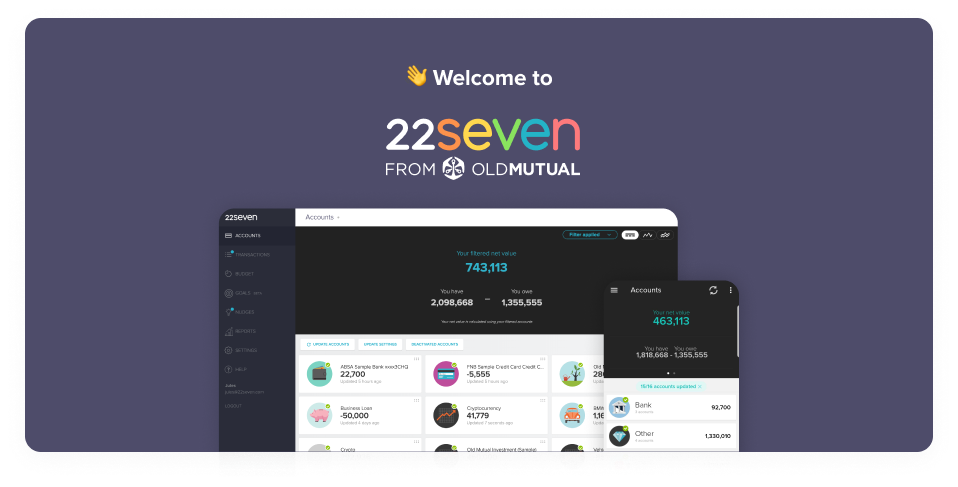 👋 Welcome to
22seven
FROM OLDMUTUAL
22seven
Accounts
ACCOUNTS
Filter applied
TRANSACTIONS
Your filtered net value
743,113
BUDGET
GOALS
You have
You owe
2,098,668 – 1,355,555
NUDGES
Your net value is calculated using your filtered accounts
REPORTS
SETTINGS
HELP
Jules
LOGOUT
UPDATE ACCOUNTS
UPDATE SETTINGS
DEACTIVATED ACCOUNTS
ABSA Sample Bank xxxx3CHQ
22,700
Updated 5 hours ago
FNB Sample Credit Card Credit C...
-5,555
Updated 5 hours ago
Old M
280
Business Loan
-50,000
Updated 4 days ago
Cryptocurrency
41,779
Updated 7 seconds ago
BMW
1,16
Crypto
Old Mutual Investment (Sample)
Vehi
Accounts
Your net value
463,113
You have You owe
1,818,668 - 1,355,555
15/16 accounts updated ×
Bank
92,700
Other
1,330,010